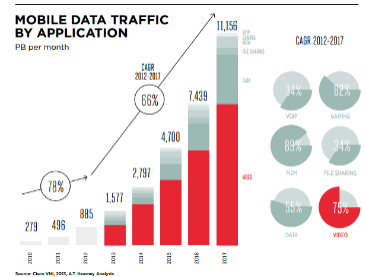 MOBILE DATA TRAFFIC
BY APPLICATION
PB per month
CAGR
2012-2017
66%
78%
279
496
885
1,577
2,797
4,700
7,439
11,156
VOIP
GAMING
M2M
FILE SHARING
DATA
VIDEO
2010
2011
2012
2013
2014
2015
2016
2017
CAGR 2012-2017
34%
62%
VOIP
GAMING
89%
34%
M2M
FILE SHARING
55%
75%
DATA
VIDEO
Source: Cisco VNI, 2013, A.T. Kearney Analysis